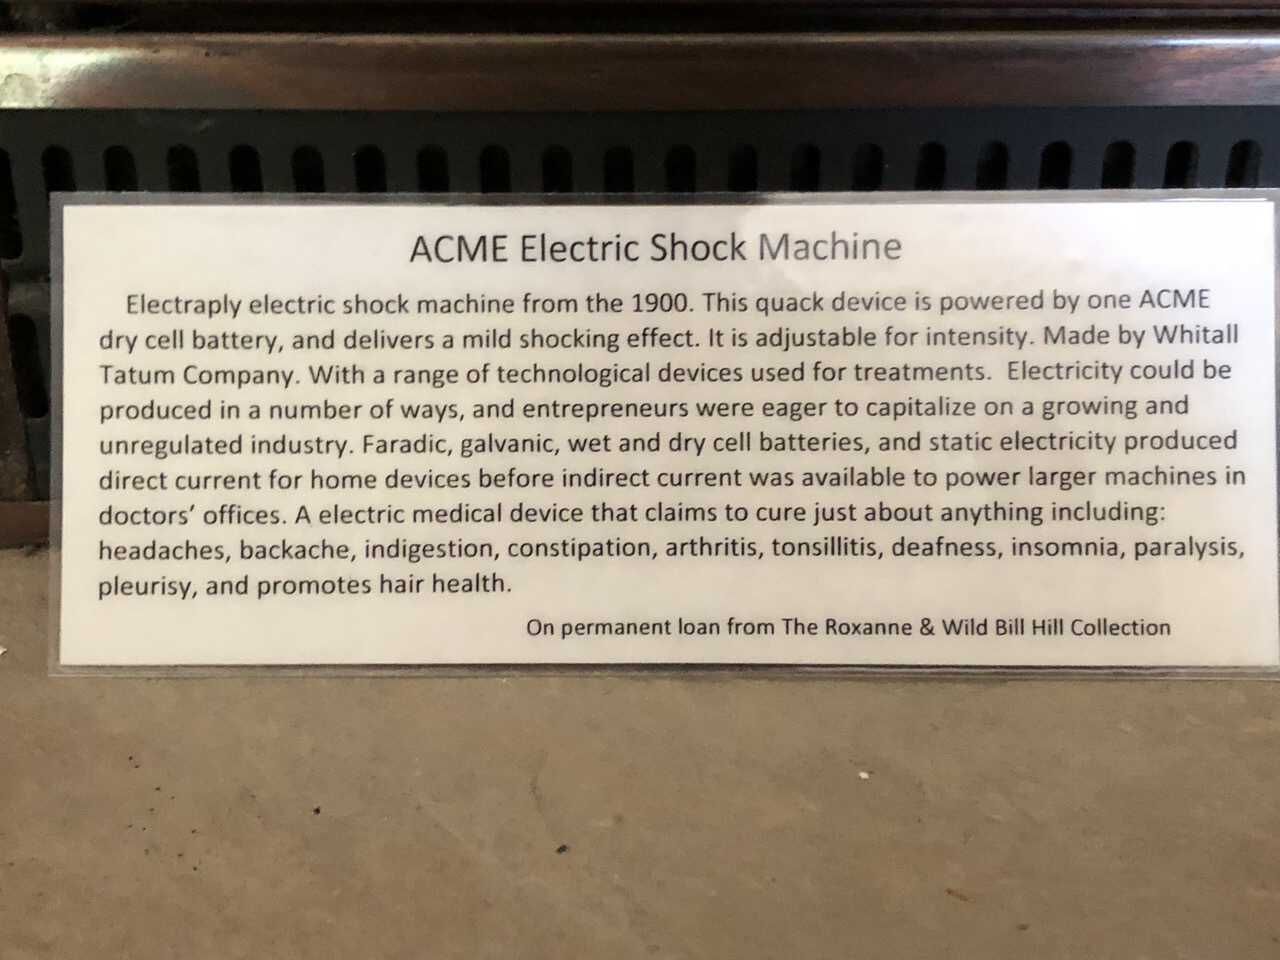 ACME Electric Shock Machine
Electraply electric shock machine from the 1900. This quack device is powered by one ACME
dry cell battery, and delivers a mild shocking effect. It is adjustable for intensity. Made by Whitall
Tatum Company. With a range of technological devices used for treatments.  Electricity could be
produced in a number of ways, and entrepreneurs were eager to capitalize on a growing and
unregulated industry. Faradic, galvanic, wet and dry cell batteries, and static electricity produced
direct current for home devices before indirect current was available to power larger machines in
doctors’ offices. A electric medical device that claims to cure just about anything including:
headaches, backache, indigestion, constipation, arthritis, tonsillitis, deafness, insomnia, paralysis,
pleurisy, and promotes hair health.
On permanent loan from The Roxanne & Wild Bill Hill Collection